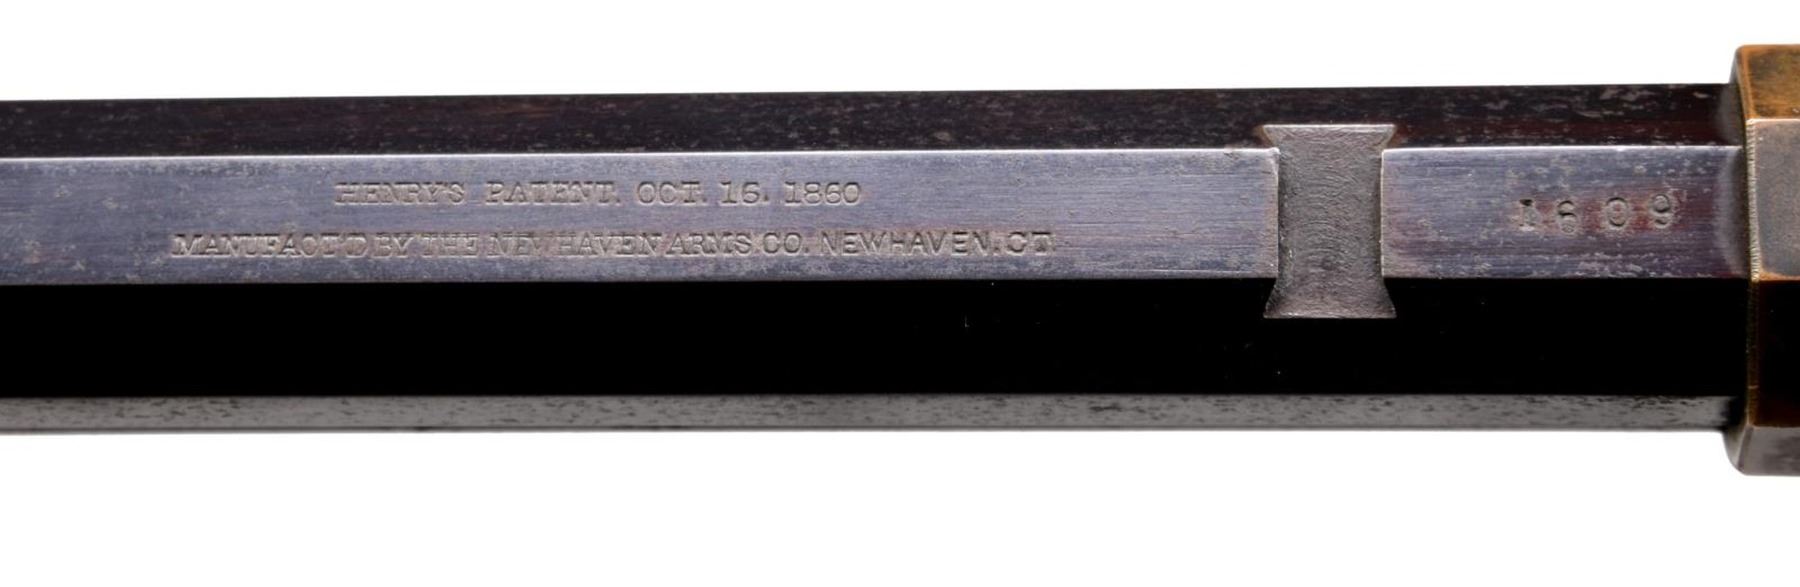 HENRY'S PATENT. OCT. 16. 1860
MANUFACT'D BY THE NEW HAVEN ARMS CO. NEW HAVEN. CT.
1609